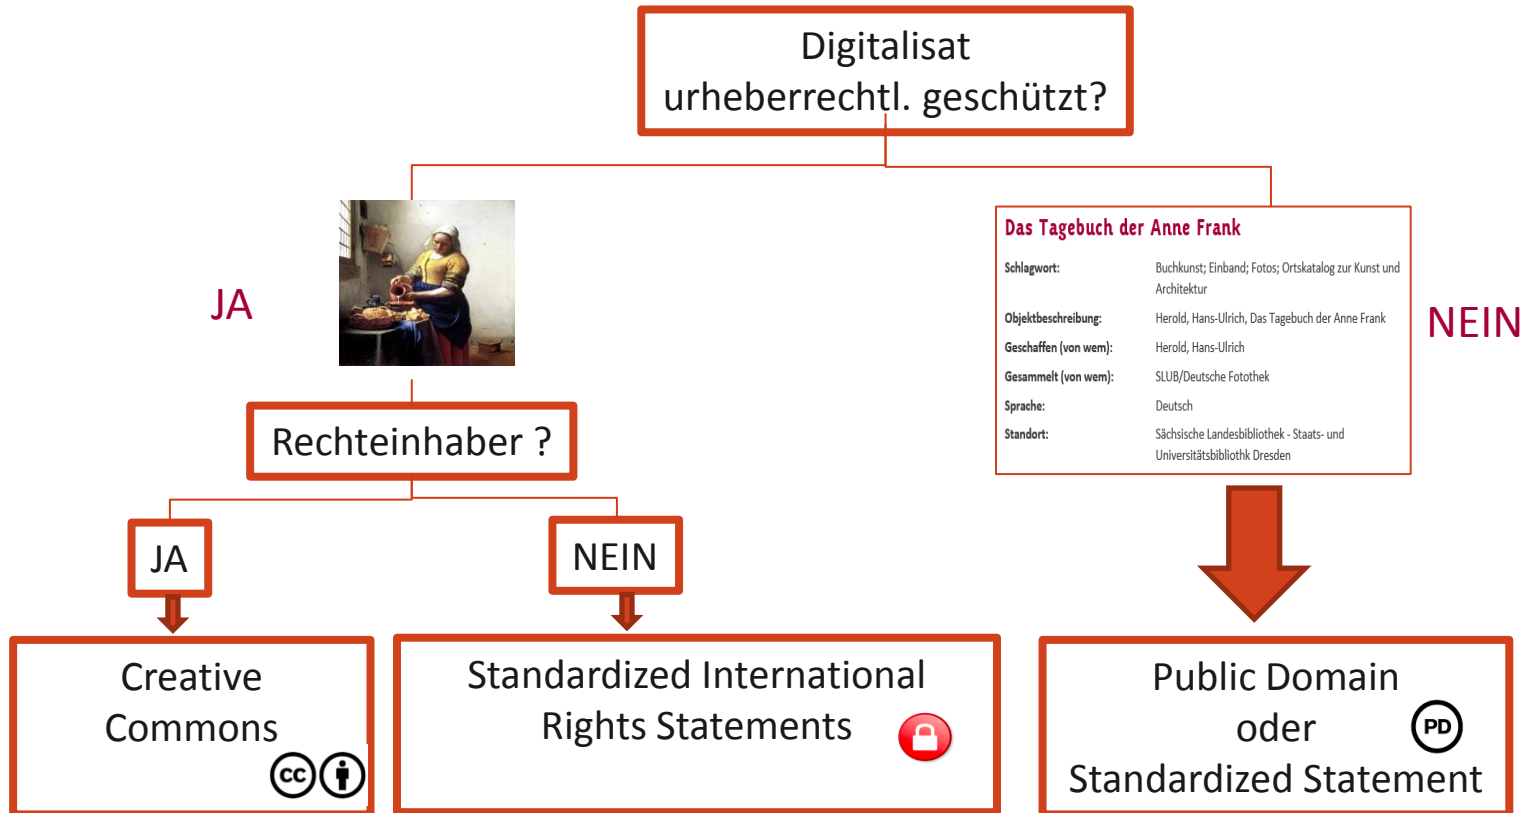 Digitalisat
urheberrechtl. geschützt?
JA
Das Tagebuch der Anne Frank
Schlagwort: Buchkunst; Einband; Fotos; Ortskatalog zur Kunst und
Architektur
Objektbeschreibung: Herold, Hans-Ulrich, Das Tagebuch der Anne Frank
Geschaffen (von wem): Herold, Hans-Ulrich
Gesammelt (von wem): SLUB/Deutsche Fotothek
Sprache: Deutsch
Standort: Sächsische Landesbibliothek - Staats- und
Universitätsbibliothk Dresden
NEIN
Rechteinhaber ?
JA
NEIN
Creative
Commons
cc
Standardized International
Rights Statements
Public Domain
oder
PD
Standardized Statement